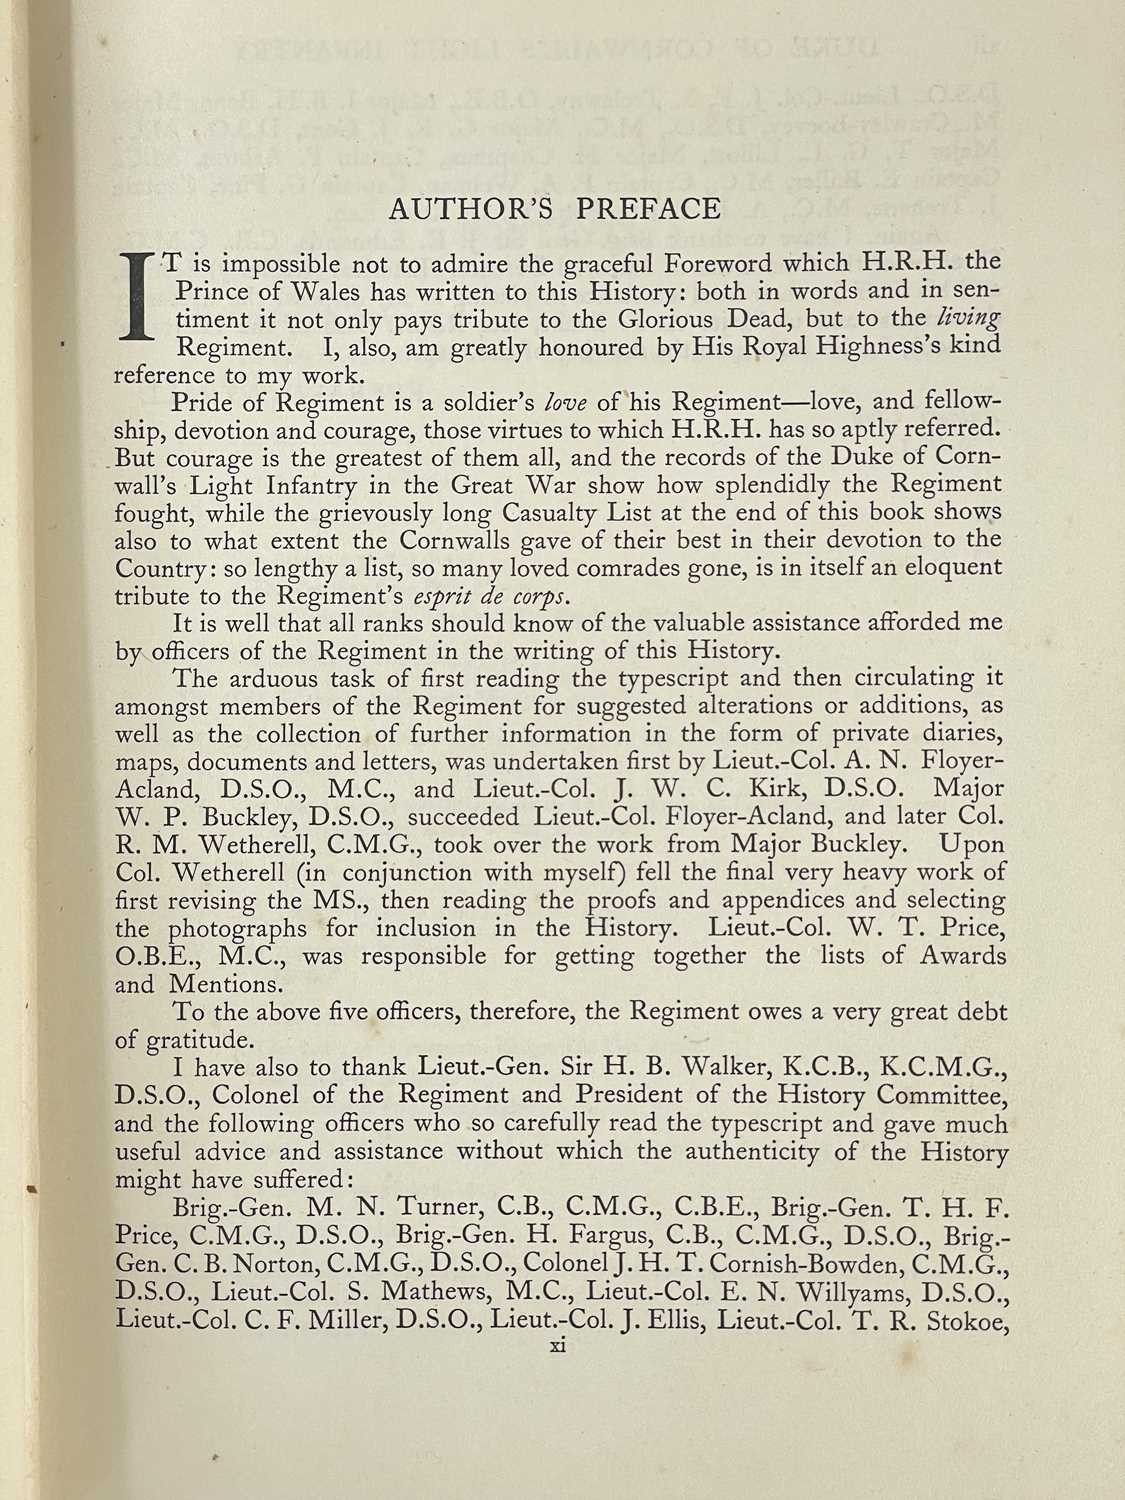 AUTHOR'S PREFACE
IT is impossible not to admire the graceful Foreword which H.R.H. the
Prince of Wales has written to this History: both in words and in sen-
timent it not only pays tribute to the Glorious Dead, but to the living
Regiment. I, also, am greatly honoured by His Royal Highness's kind
reference to my work.
Pride of Regiment is a soldier's love of his Regiment—love, and fellow-
ship, devotion and courage, those virtues to which H.R.H. has so aptly referred.
But courage is the greatest of them all, and the records of the Duke of Corn-
wall's Light Infantry in the Great War show how splendidly the Regiment
fought, while the grievously long Casualty List at the end of this book shows
also to what extent the Cornwalls gave of their best in their devotion to the
Country: so lengthy a list, so many loved comrades gone, is in itself an eloquent
tribute to the Regiment's esprit de corps.
It is well that all ranks should know of the valuable assistance afforded me
by officers of the Regiment in the writing of this History.
The arduous task of first reading the typescript and then circulating it
amongst members of the Regiment for suggested alterations or additions, as
well as the collection of further information in the form of private diaries,
maps, documents and letters, was undertaken first by Lieut.-Col. A. N. Floyer-
Acland, D.S.O., M.C., and Lieut.-Col. J. W. C. Kirk, D.S.O. Major
W. P. Buckley, D.S.O., succeeded Lieut.-Col. Floyer-Acland, and later Col.
R. M. Wetherell, C.M.G., took over the work from Major Buckley. Upon
Col. Wetherell (in conjunction with myself) fell the final very heavy work of
first revising the MS., then reading the proofs and appendices and selecting
the photographs for inclusion in the History. Lieut.-Col. W. T. Price,
O.B.E., M.C., was responsible for getting together the lists of Awards
and Mentions.
To the above five officers, therefore, the Regiment owes a very great debt
of gratitude.
I have also to thank Lieut.-Gen. Sir H. B. Walker, K.C.B., K.C.M.G.,
D.S.O., Colonel of the Regiment and President of the History Committee,
and the following officers who so carefully read the typescript and gave much
useful advice and assistance without which the authenticity of the History
might have suffered:
Brig.-Gen. M. N. Turner, C.B., C.M.G., C.B.E., Brig.-Gen. T. H. F.
Price, C.M.G., D.S.O., Brig.-Gen. H. Fargus, C.B., C.M.G., D.S.O., Brig.-
Gen. C. B. Norton, C.M.G., D.S.O., Colonel J. H. T. Cornish-Bowden, C.M.G.,
D.S.O., Lieut.-Col. S. Mathews, M.C., Lieut.-Col. E. N. Willyams, D.S.O.,
Lieut.-Col. C. F. Miller, D.S.O., Lieut.-Col. J. Ellis, Lieut.-Col. T. R. Stokoe,
xi